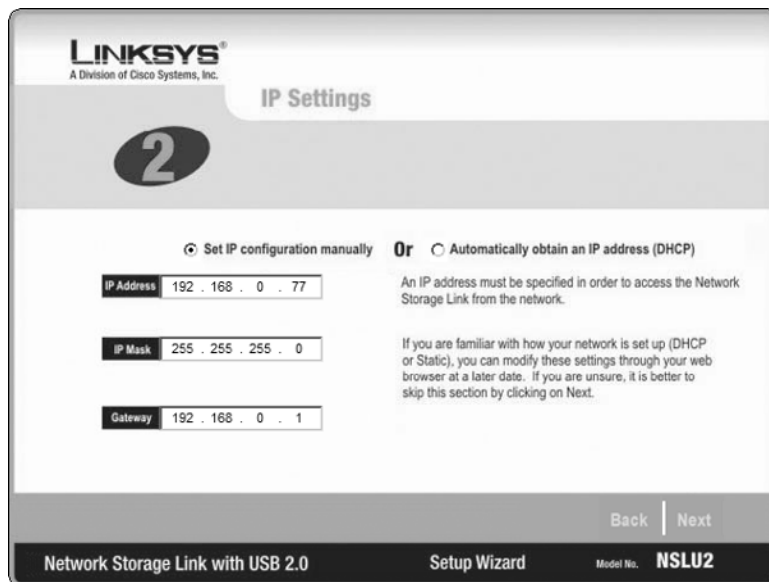 LINKSYS®
A Division of Cisco Systems, Inc.
IP Settings
2
Set IP configuration manually Or Automatically obtain an IP address (DHCP)
IP Address 192 . 168 . 0 . 77
IP Mask 255 . 255 . 255 . 0
Gateway 192 . 168 . 0 . 1
An IP address must be specified in order to access the Network
Storage Link from the network.
If you are familiar with how your network is set up (DHCP
or Static), you can modify these settings through your web
browser at a later date. If you are unsure, it is better to
skip this section by clicking on Next.
Back Next
Network Storage Link with USB 2.0 Setup Wizard Model No. NSLU2